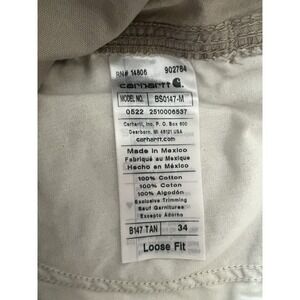 RN# 14806 902784
carhartt
MODEL NO. BS0147-M
0522 2510006537
Carhartt, Inc. P.O. Box 600
Dearborn, MI 48121 USA
carhartt.com
Made in Mexico
Fabriqué au Mexique
Hecho en México
100% Cotton
100% Coton
100% Algodón
Exclusive Trimming
Sauf Garnitures
Excepto Adorno
B147 TAN 34
Loose Fit